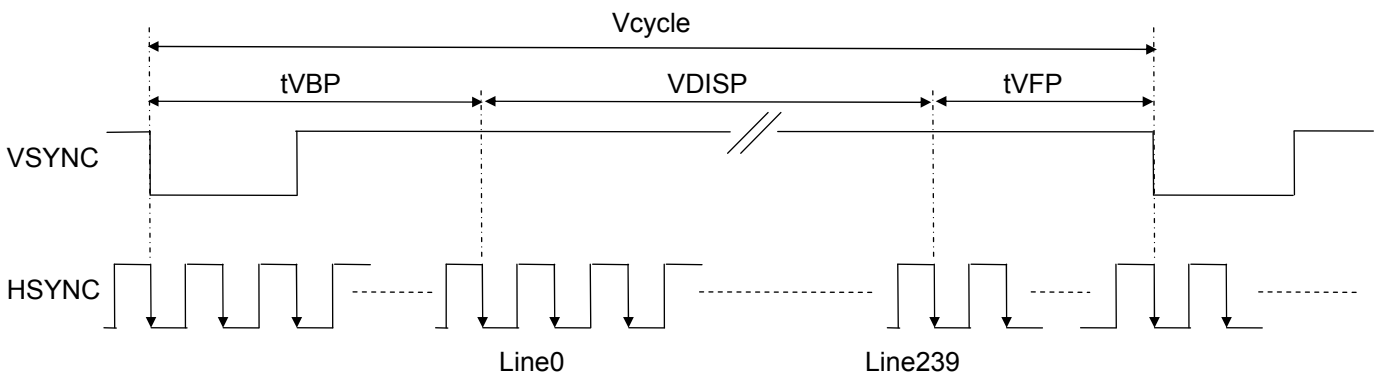 Vcycle
tVBP VDISP tVFP
VSYNC
HSYNC
Line0 Line239